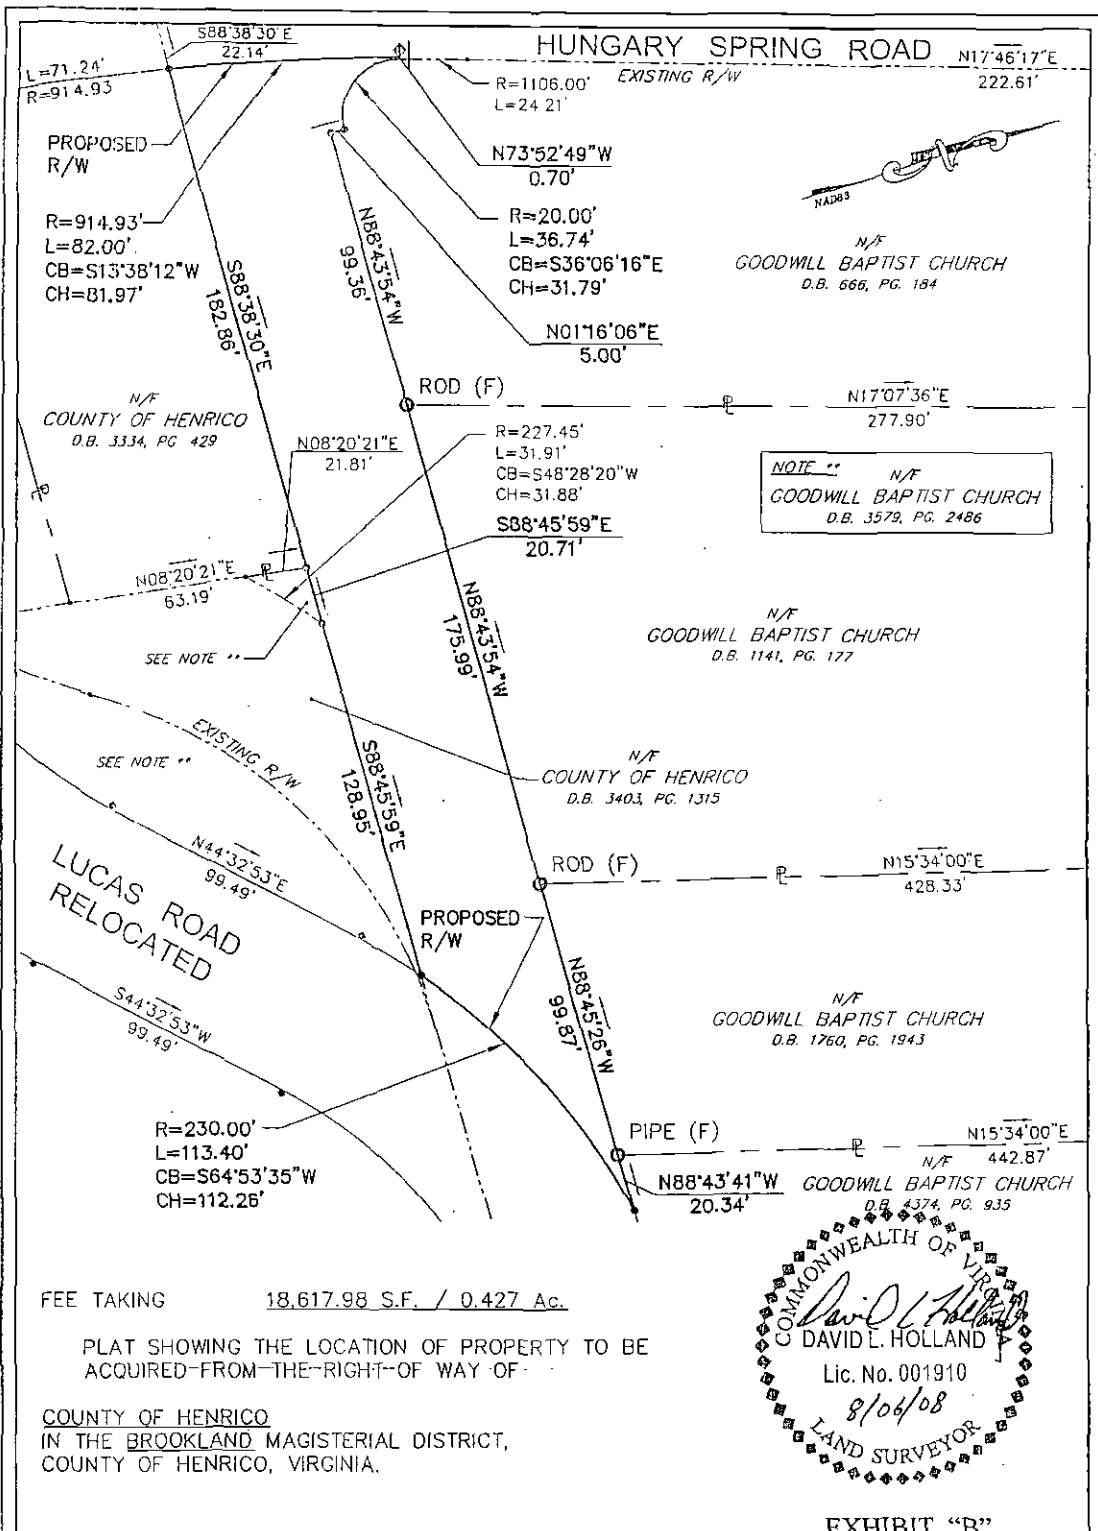 S88°38'30"E
22.14'
HUNGARY SPRING ROAD
N17°46'17"E
222.61'
L=71.24'
R=914.93
EXISTING R/W
R=1106.00'
L=24.21'
PROPOSED
R/W
N73°52'49"W
0.70'
NAD83
R=914.93'
L=82.00'
CB=S13°38'12"W
CH=81.97'
R=20.00'
L=36.74'
CB=S36°06'16"E
CH=31.79'
N/F
GOODWILL BAPTIST CHURCH
D.B. 666, PG. 184
S88°38'30"E
182.86'
N88°43'54"W
99.36'
N01°16'06"E
5.00'
ROD (F)
N17°07'36"E
277.90'
N/F
COUNTY OF HENRICO
D.B. 3334, PG 429
N08°20'21"E
21.81'
R=227.45'
L=31.91'
CB=S48°28'20"W
CH=31.88'
NOTE **
N/F
GOODWILL BAPTIST CHURCH
D.B. 3579, PG. 2486
S88°45'59"E
20.71'
N08°20'21"E
63.19'
N88°43'54"W
175.99'
N/F
GOODWILL BAPTIST CHURCH
D.B. 1141, PG. 177
SEE NOTE **
EXISTING R/W
SEE NOTE **
S88°45'59"E
128.95'
N/F
COUNTY OF HENRICO
D.B. 3403, PG. 1315
N44°32'53"E
99.49'
ROD (F)
N15°34'00"E
428.33'
LUCAS ROAD
RELOCATED
PROPOSED
R/W
S44°32'53"W
99.49'
N88°45'26"W
99.87'
N/F
GOODWILL BAPTIST CHURCH
D.B. 1760, PG. 1943
R=230.00'
L=113.40'
CB=S64°53'35"W
CH=112.26'
PIPE (F)
N15°34'00"E
442.87'
N88°43'41"W
20.34'
N/F
GOODWILL BAPTIST CHURCH
D.B. 4374, PG. 935
FEE TAKING 18,617.98 S.F. / 0.427 Ac.
PLAT SHOWING THE LOCATION OF PROPERTY TO BE
ACQUIRED FROM THE RIGHT OF WAY OF
COUNTY OF HENRICO
IN THE BROOKLAND MAGISTERIAL DISTRICT,
COUNTY OF HENRICO, VIRGINIA.
COMMONWEALTH OF VIRGINIA
David L Holland
DAVID L. HOLLAND
Lic. No. 001910
8/06/08
LAND SURVEYOR
EXHIBIT "B"